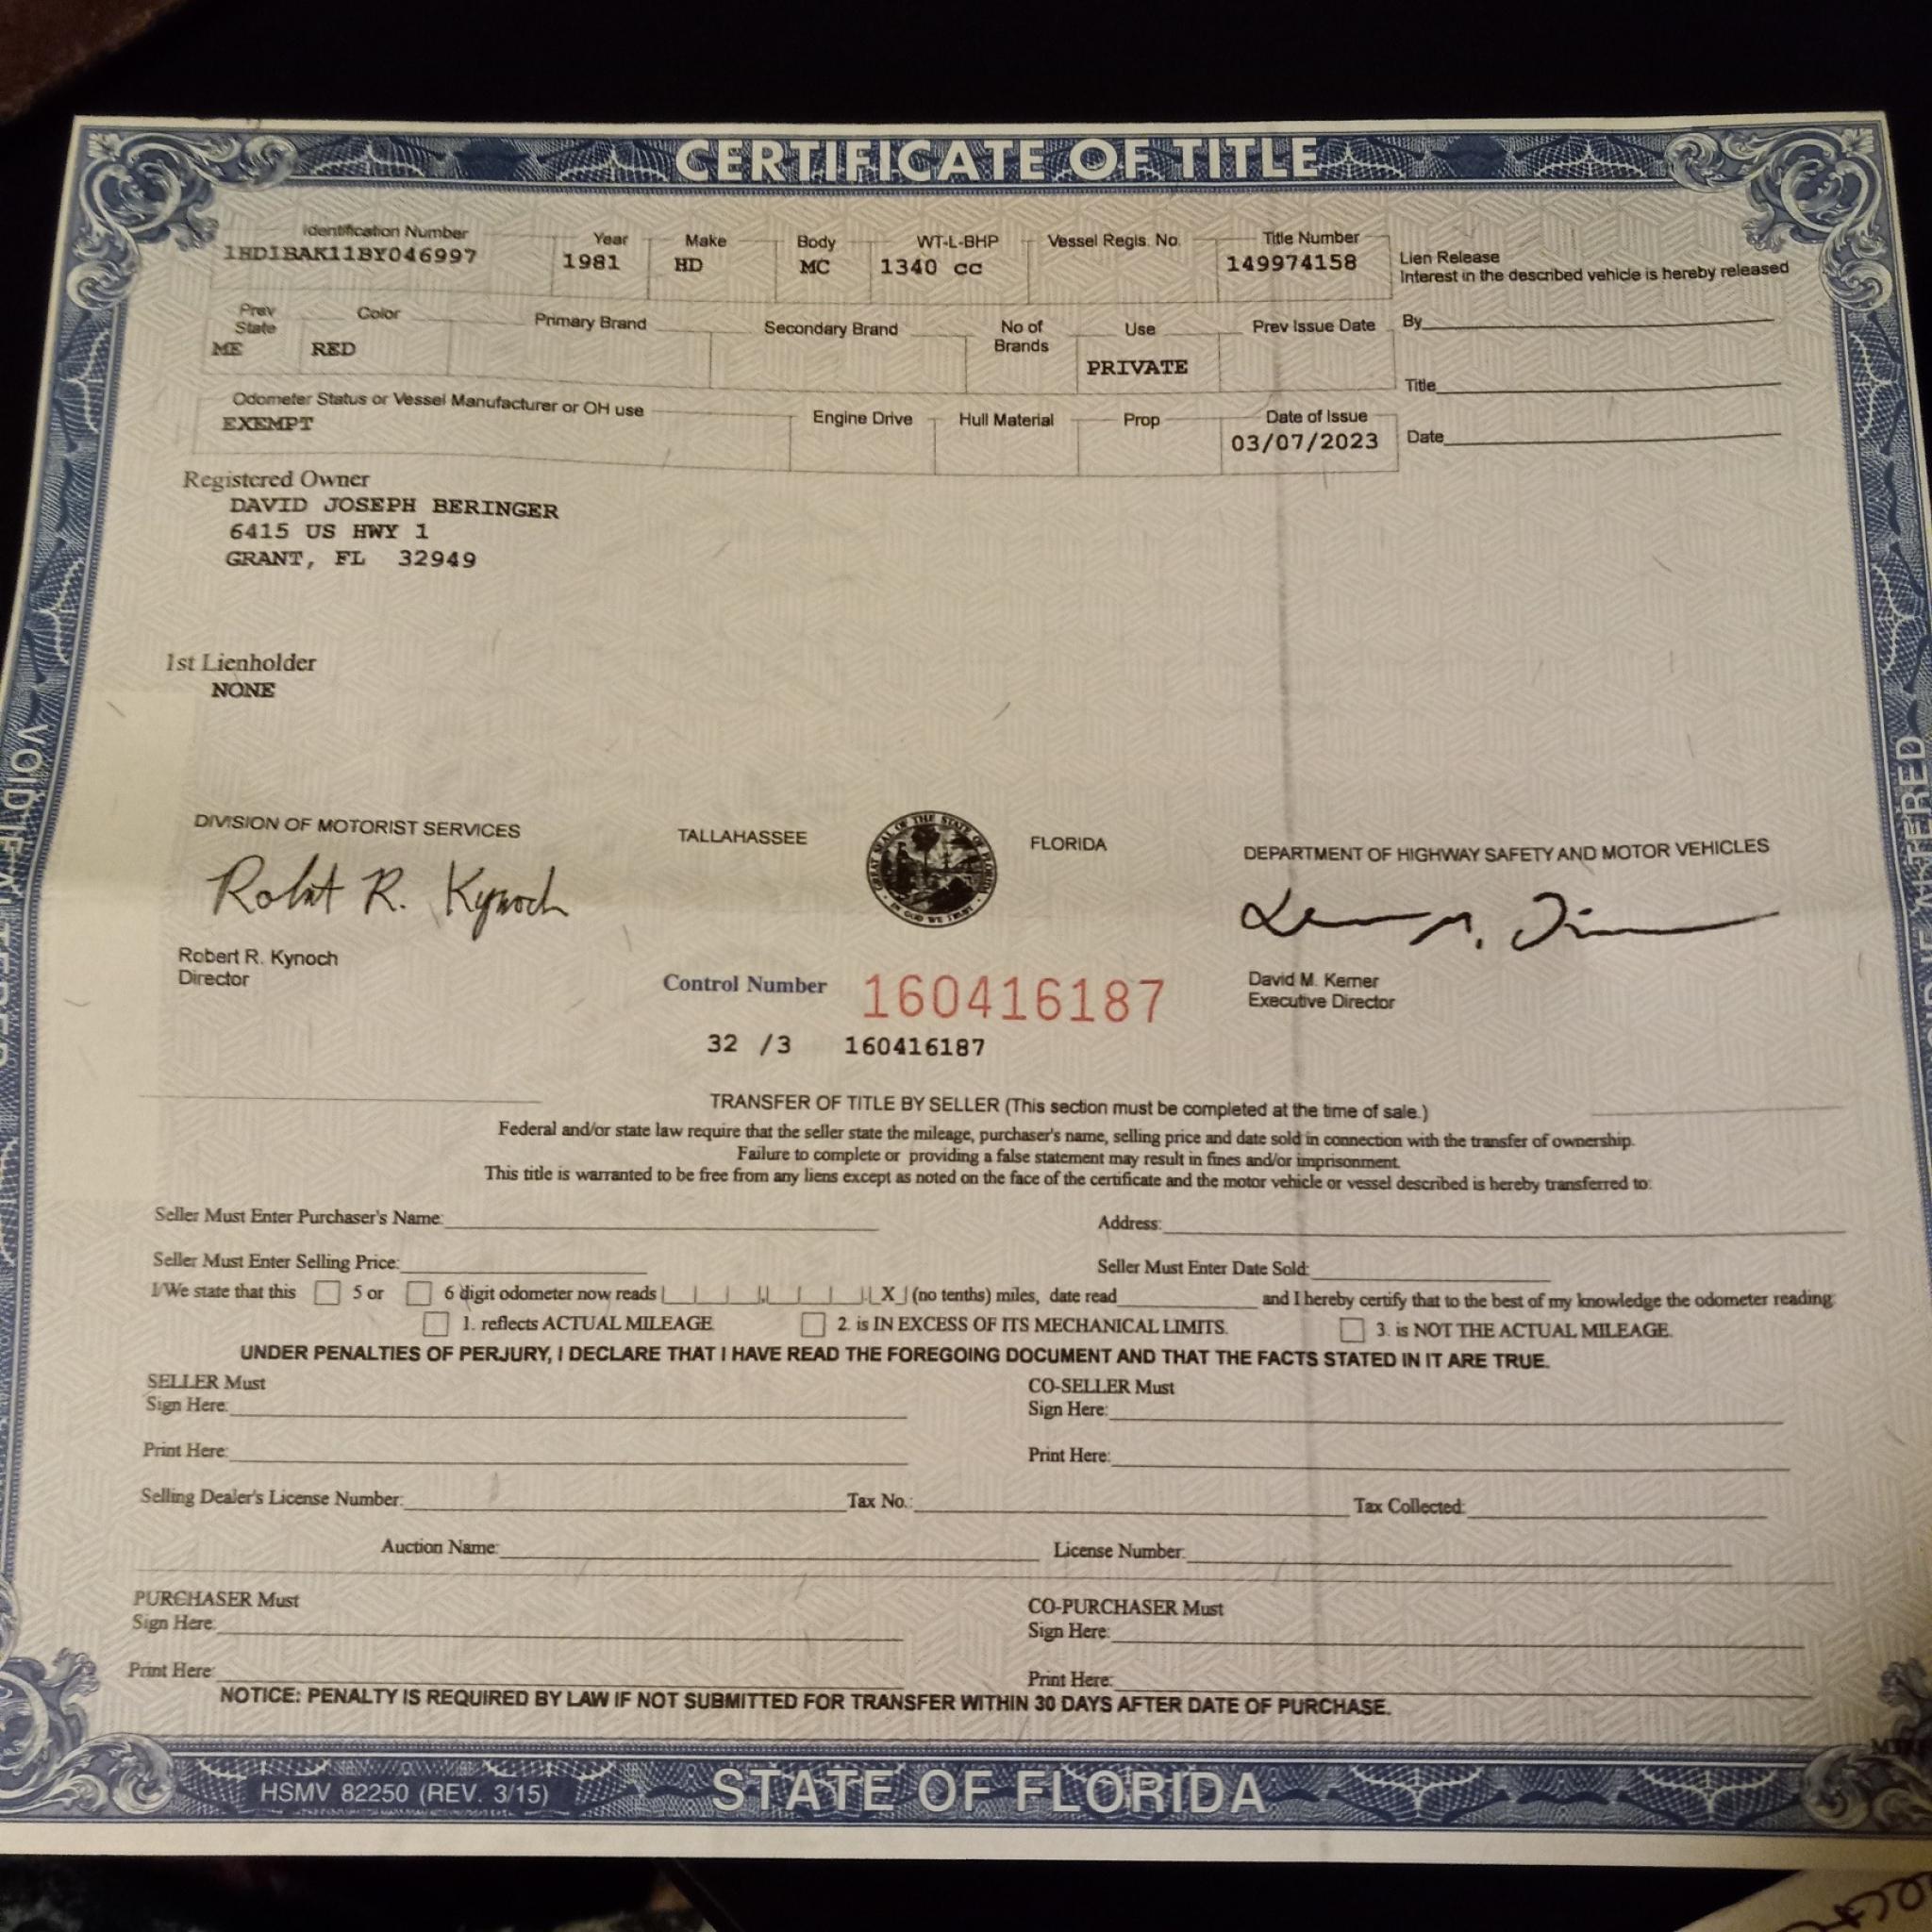 CERTIFICATE OF TITLE
Identification Number Year Make Body WT-L-BHP Vessel Regis. No. Title Number
1HD1BAK11BY046997 1981 HD MC 1340 cc 149974158
Lien Release
Interest in the described vehicle is hereby released
Prev State Color Primary Brand Secondary Brand No of Brands Use Prev Issue Date
ME RED PRIVATE
By
Title
Odometer Status or Vessel Manufacturer or OH use Engine Drive Hull Material Prop Date of Issue
EXEMPT 03/07/2023
Date
Registered Owner
DAVID JOSEPH BERINGER
6415 US HWY 1
GRANT, FL 32949
1st Lienholder
NONE
DIVISION OF MOTORIST SERVICES TALLAHASSEE FLORIDA DEPARTMENT OF HIGHWAY SAFETY AND MOTOR VEHICLES
GREAT SEAL OF THE STATE OF FLORIDA
IN GOD WE TRUST
Robert R. Kynoch
Robert R. Kynoch
Director
David M. Kerner
Executive Director
Control Number 160416187
32 /3 160416187
TRANSFER OF TITLE BY SELLER (This section must be completed at the time of sale.)
Federal and/or state law require that the seller state the mileage, purchaser's name, selling price and date sold in connection with the transfer of ownership.
Failure to complete or providing a false statement may result in fines and/or imprisonment.
This title is warranted to be free from any liens except as noted on the face of the certificate and the motor vehicle or vessel described is hereby transferred to:
Seller Must Enter Purchaser's Name: Address:
Seller Must Enter Selling Price: Seller Must Enter Date Sold:
I/We state that this 5 or 6 digit odometer now reads X (no tenths) miles, date read and I hereby certify that to the best of my knowledge the odometer reading:
1. reflects ACTUAL MILEAGE. 2. is IN EXCESS OF ITS MECHANICAL LIMITS. 3. is NOT THE ACTUAL MILEAGE.
UNDER PENALTIES OF PERJURY, I DECLARE THAT I HAVE READ THE FOREGOING DOCUMENT AND THAT THE FACTS STATED IN IT ARE TRUE.
SELLER Must CO-SELLER Must
Sign Here: Sign Here:
Print Here: Print Here:
Selling Dealer's License Number: Tax No.: Tax Collected:
Auction Name: License Number:
PURCHASER Must CO-PURCHASER Must
Sign Here: Sign Here:
Print Here: Print Here:
NOTICE: PENALTY IS REQUIRED BY LAW IF NOT SUBMITTED FOR TRANSFER WITHIN 30 DAYS AFTER DATE OF PURCHASE.
HSMV 82250 (REV. 3/15) STATE OF FLORIDA
VOID IF ALTERED